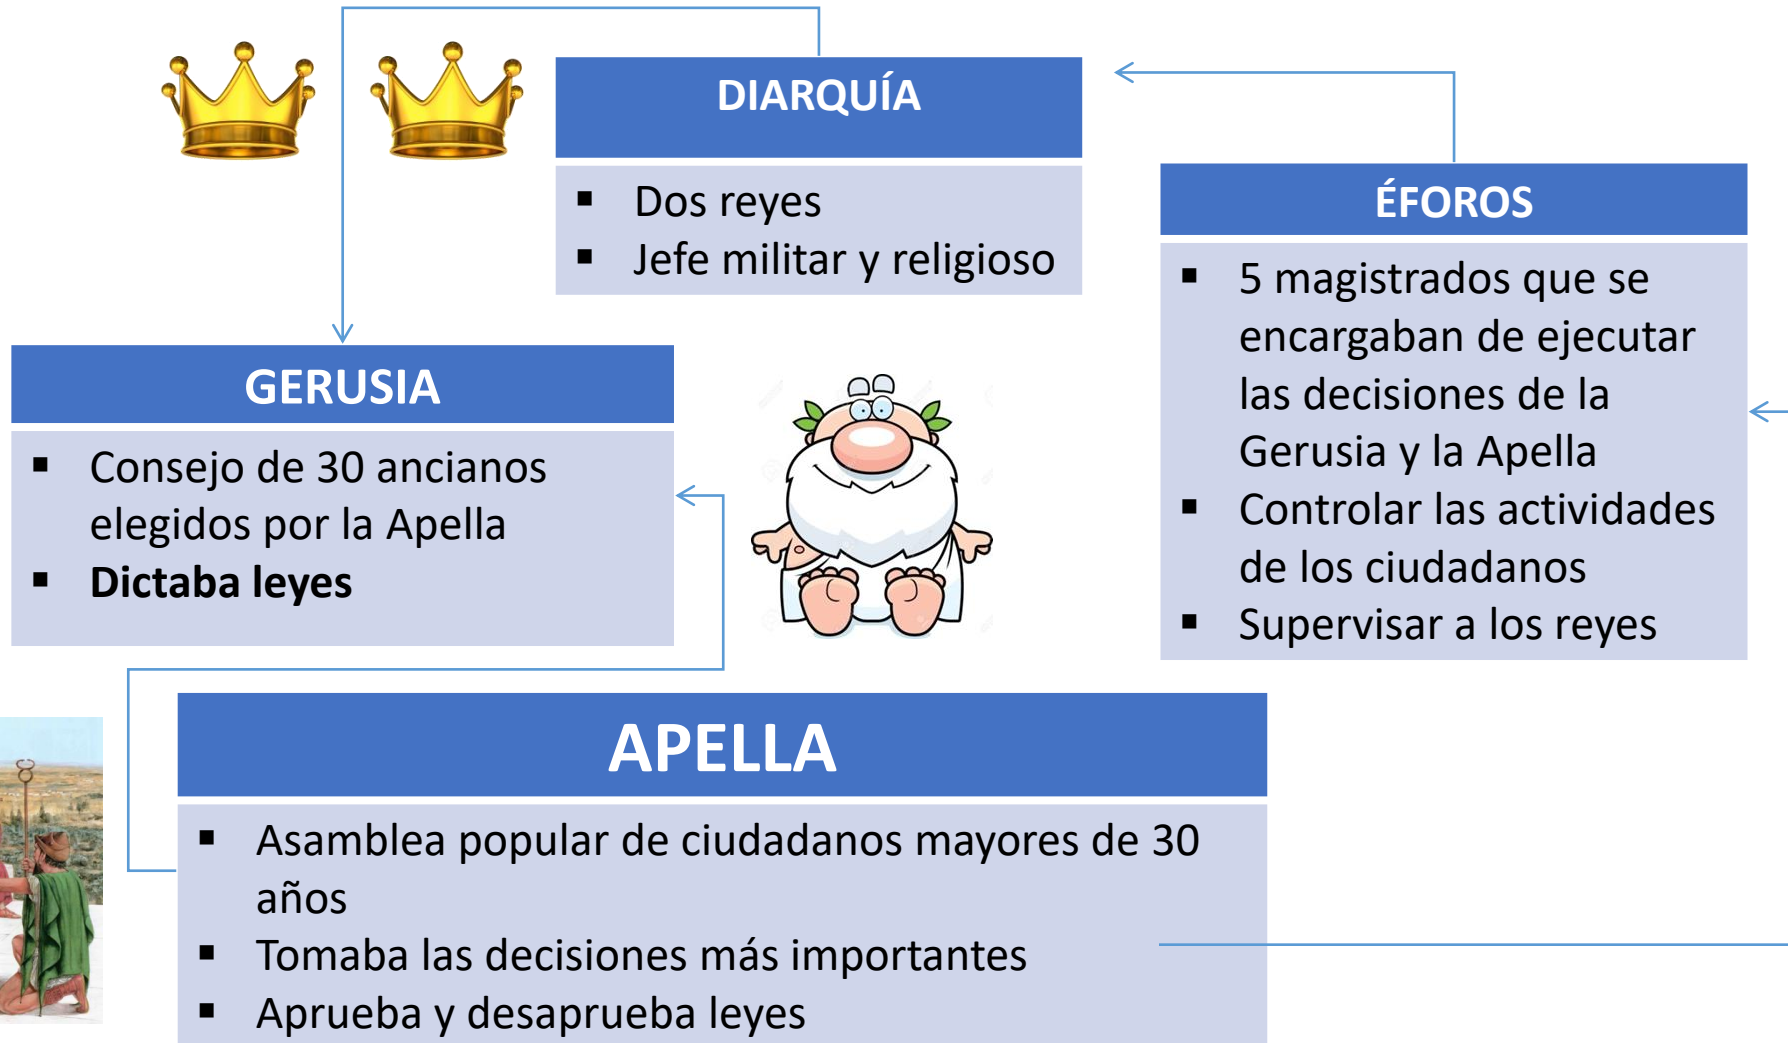 DIARQUÍA
▪ Dos reyes
▪ Jefe militar y religioso
ÉFOROS
▪ 5 magistrados que se
encargaban de ejecutar
las decisiones de la
Gerusia y la Apella
▪ Controlar las actividades
de los ciudadanos
▪ Supervisar a los reyes
GERUSIA
▪ Consejo de 30 ancianos
elegidos por la Apella
▪ Dictaba leyes
APELLA
▪ Asamblea popular de ciudadanos mayores de 30
años
▪ Tomaba las decisiones más importantes
▪ Aprueba y desaprueba leyes